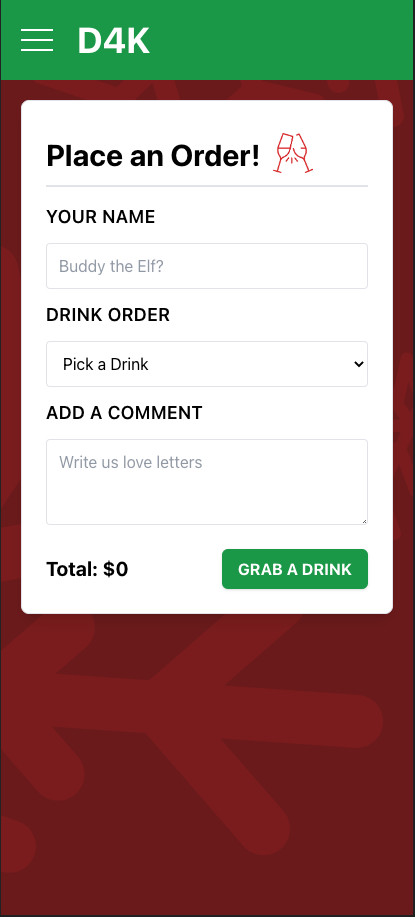 D4K
Place an Order!
YOUR NAME
Buddy the Elf?
DRINK ORDER
Pick a Drink
ADD A COMMENT
Write us love letters
Total: $0
GRAB A DRINK